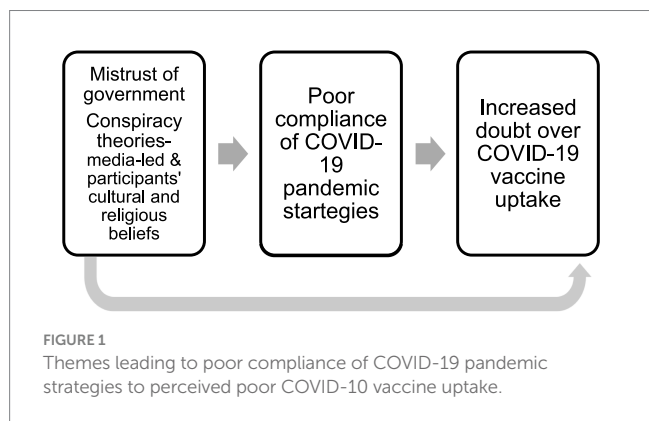 Mistrust of
government
Conspiracy
theories-
media-led &
participants'
cultural and
religious
beliefs
Poor
compliance
of COVID-
19
pandemic
startegies
Increased
doubt over
COVID-19
vaccine
uptake
FIGURE 1
Themes leading to poor compliance of COVID-19 pandemic
strategies to perceived poor COVID-10 vaccine uptake.